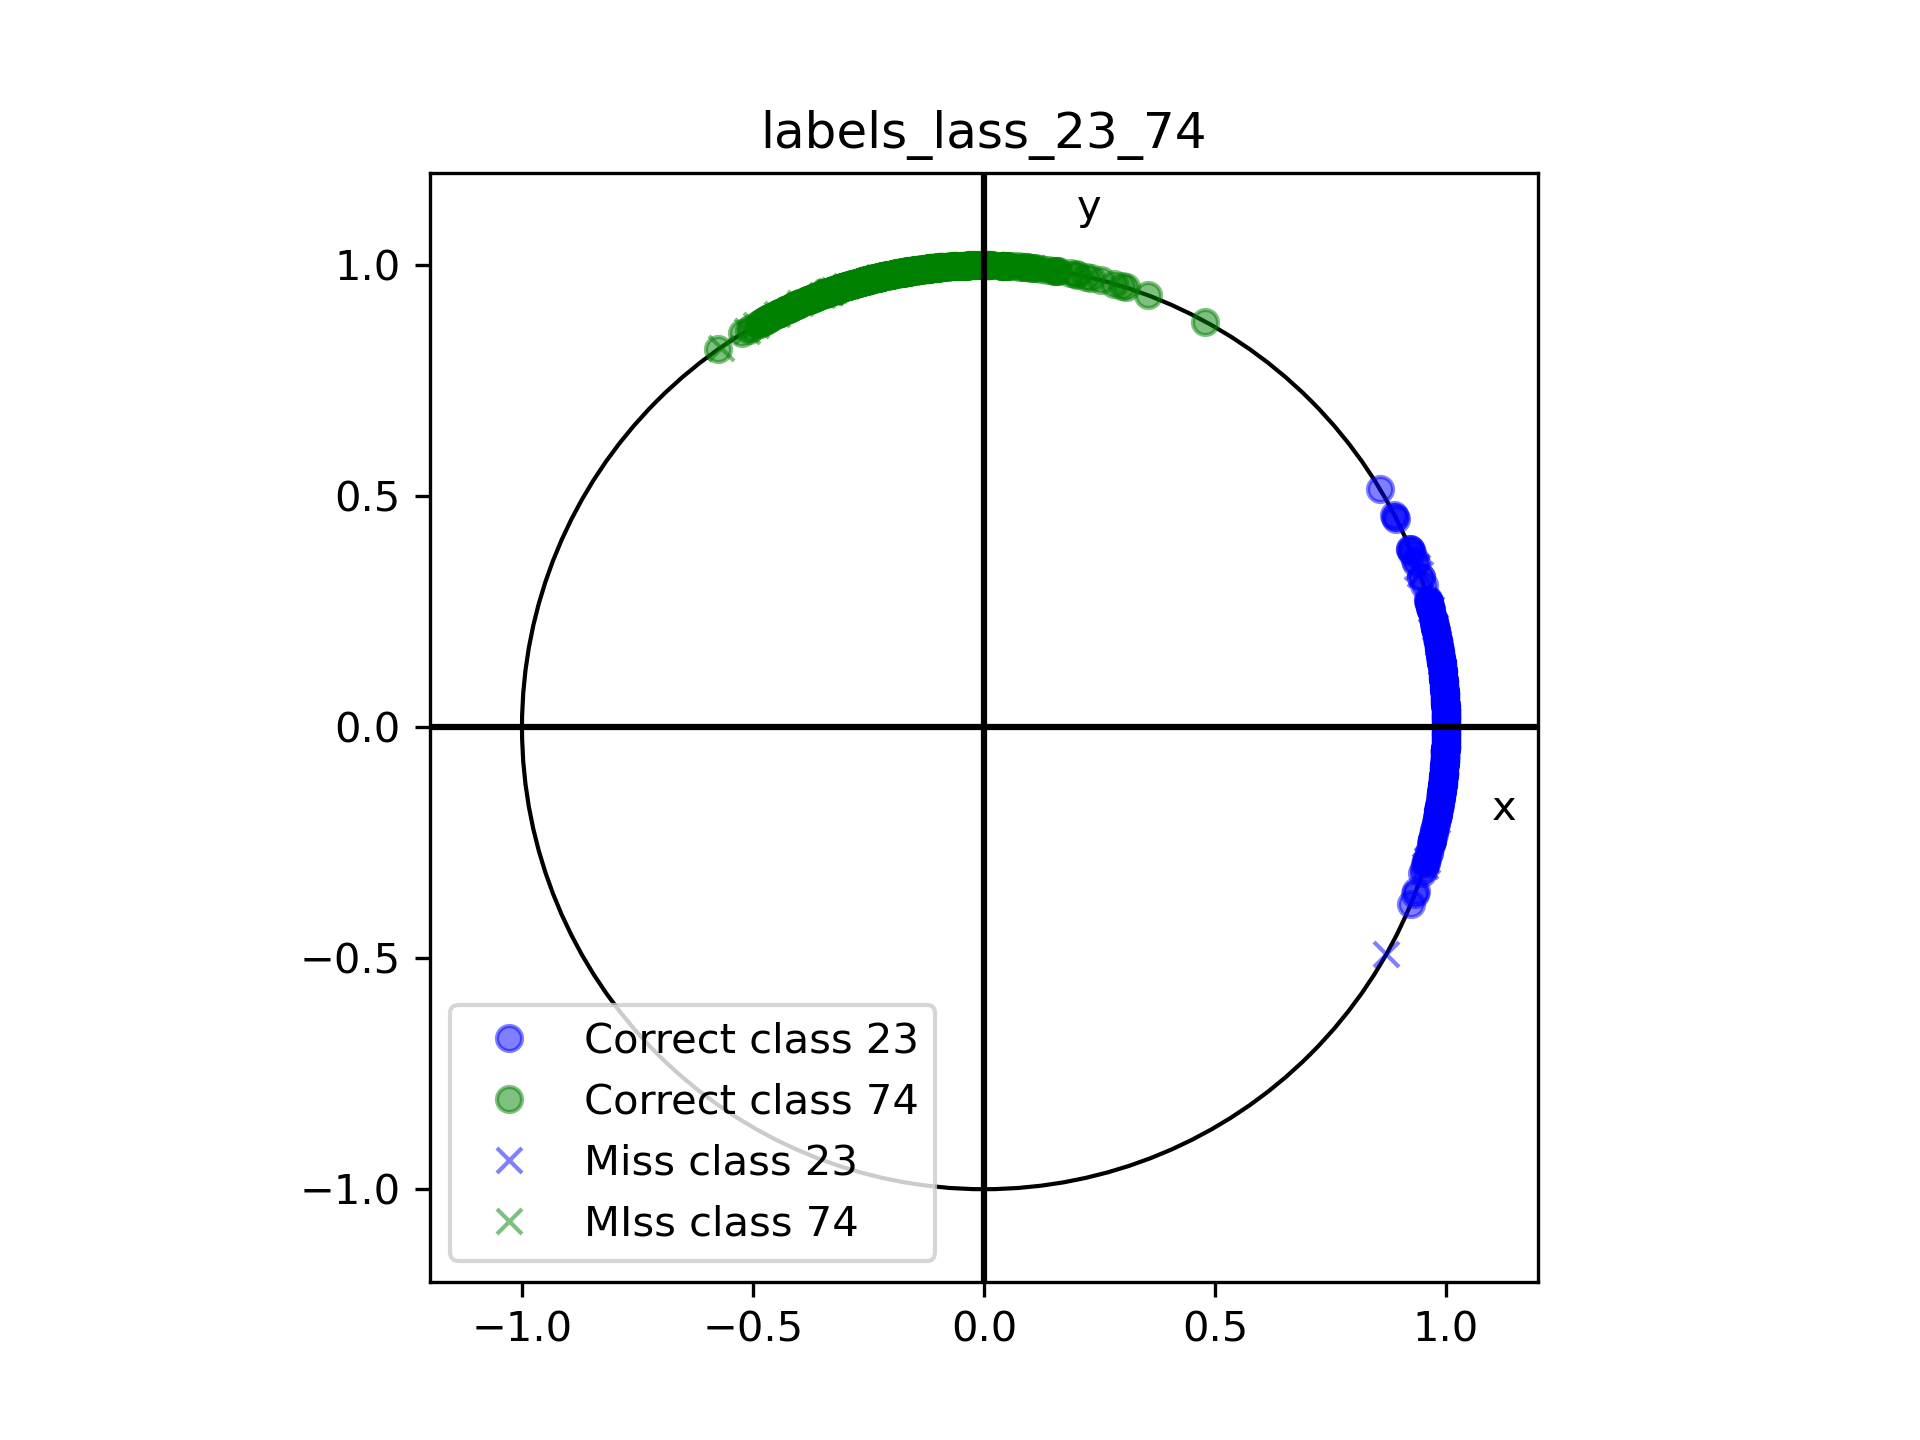 labels_lass_23_74
y
1.0
0.5
0.0
−0.5
−1.0
x
Correct class 23
Correct class 74
Miss class 23
MIss class 74
−1.0 −0.5 0.0 0.5 1.0